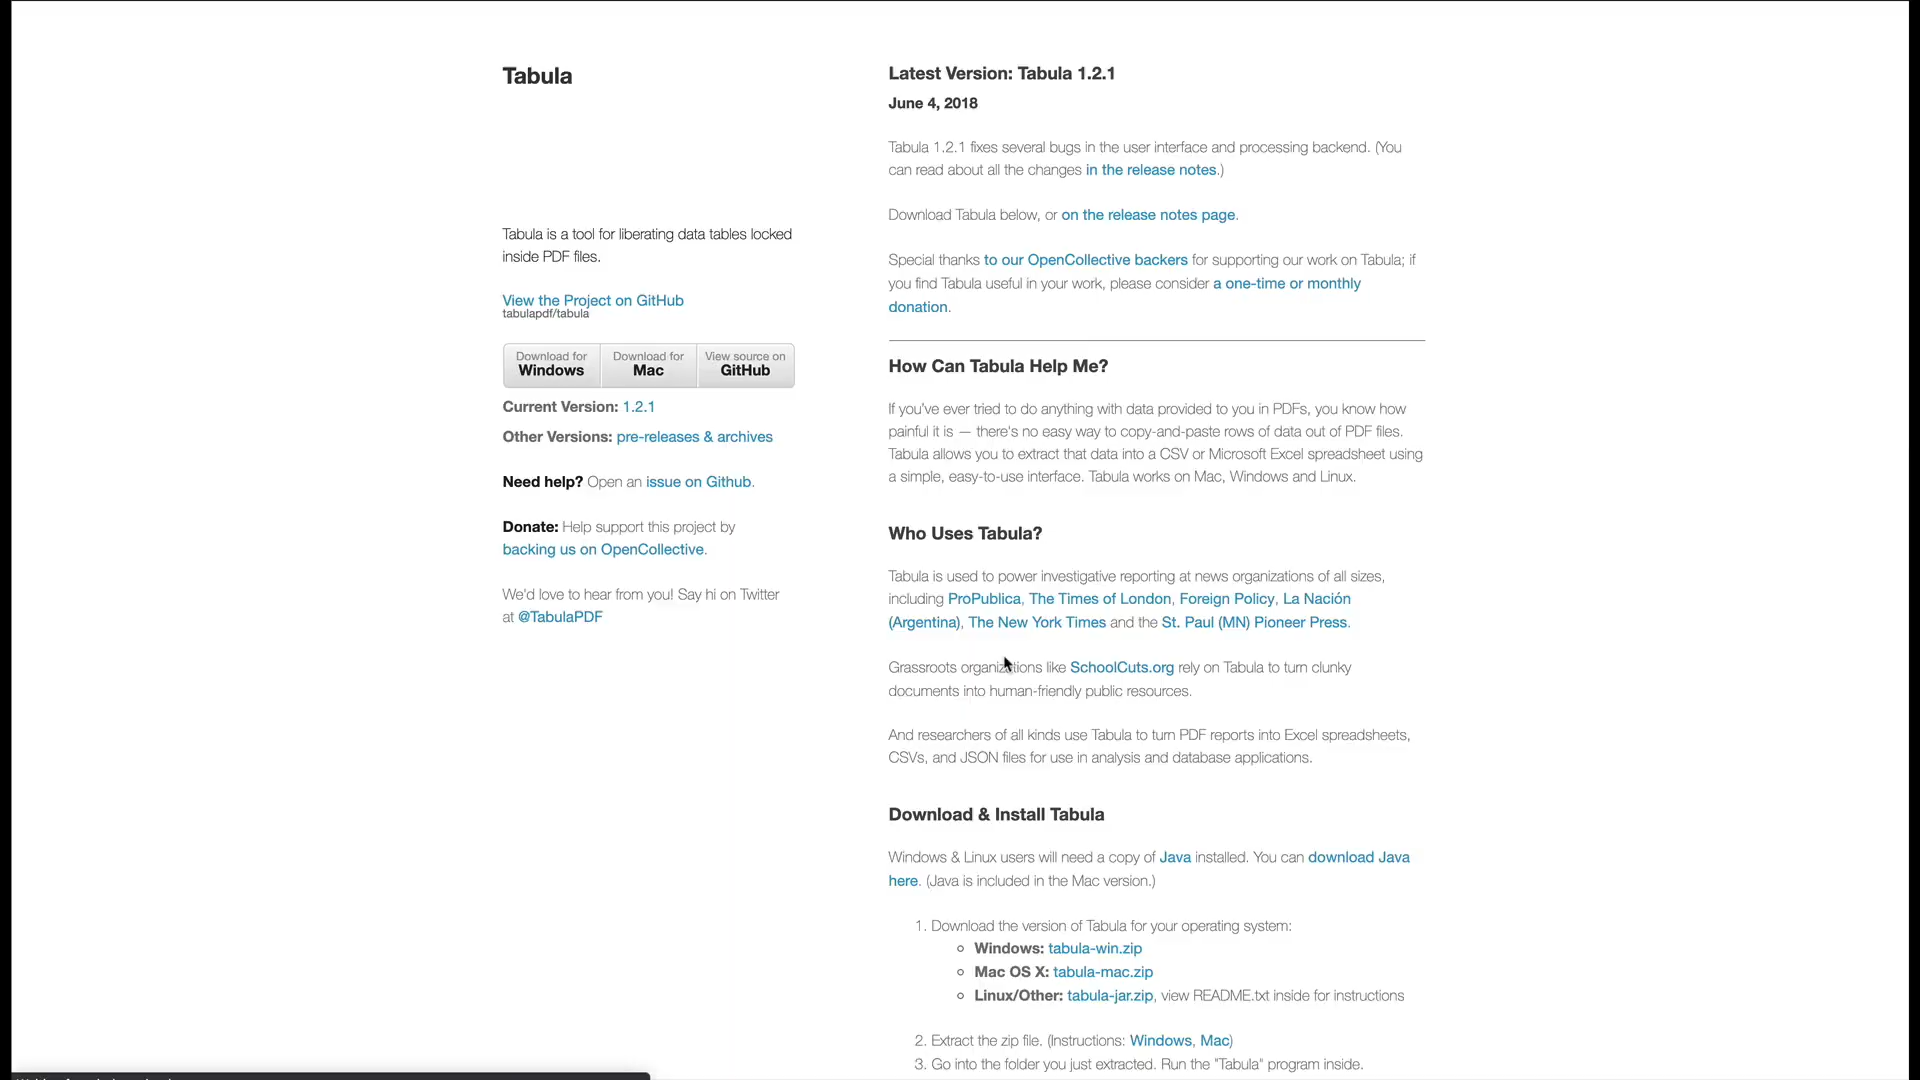 Tabula
Tabula is a tool for liberating data tables locked
inside PDF files.
View the Project on GitHub
tabulapdf/tabula
Download for
Windows
Download for
Mac
View source on
GitHub
Current Version: 1.2.1
Other Versions: pre-releases & archives
Need help? Open an issue on Github.
Donate: Help support this project by
backing us on OpenCollective.
We'd love to hear from you! Say hi on Twitter
at @TabulaPDF
Latest Version: Tabula 1.2.1
June 4, 2018
Tabula 1.2.1 fixes several bugs in the user interface and processing backend. (You
can read about all the changes in the release notes.)
Download Tabula below, or on the release notes page.
Special thanks to our OpenCollective backers for supporting our work on Tabula; if
you find Tabula useful in your work, please consider a one-time or monthly
donation.
How Can Tabula Help Me?
If you've ever tried to do anything with data provided to you in PDFs, you know how
painful it is — there's no easy way to copy-and-paste rows of data out of PDF files.
Tabula allows you to extract that data into a CSV or Microsoft Excel spreadsheet using
a simple, easy-to-use interface. Tabula works on Mac, Windows and Linux.
Who Uses Tabula?
Tabula is used to power investigative reporting at news organizations of all sizes,
including ProPublica, The Times of London, Foreign Policy, La Nación
(Argentina), The New York Times and the St. Paul (MN) Pioneer Press.
Grassroots organizations like SchoolCuts.org rely on Tabula to turn clunky
documents into human-friendly public resources.
And researchers of all kinds use Tabula to turn PDF reports into Excel spreadsheets,
CSVs, and JSON files for use in analysis and database applications.
Download & Install Tabula
Windows & Linux users will need a copy of Java installed. You can download Java
here. (Java is included in the Mac version.)
1. Download the version of Tabula for your operating system:
Windows: tabula-win.zip
Mac OS X: tabula-mac.zip
Linux/Other: tabula-jar.zip, view README.txt inside for instructions
2. Extract the zip file. (Instructions: Windows, Mac)
3. Go into the folder you just extracted. Run the "Tabula" program inside.